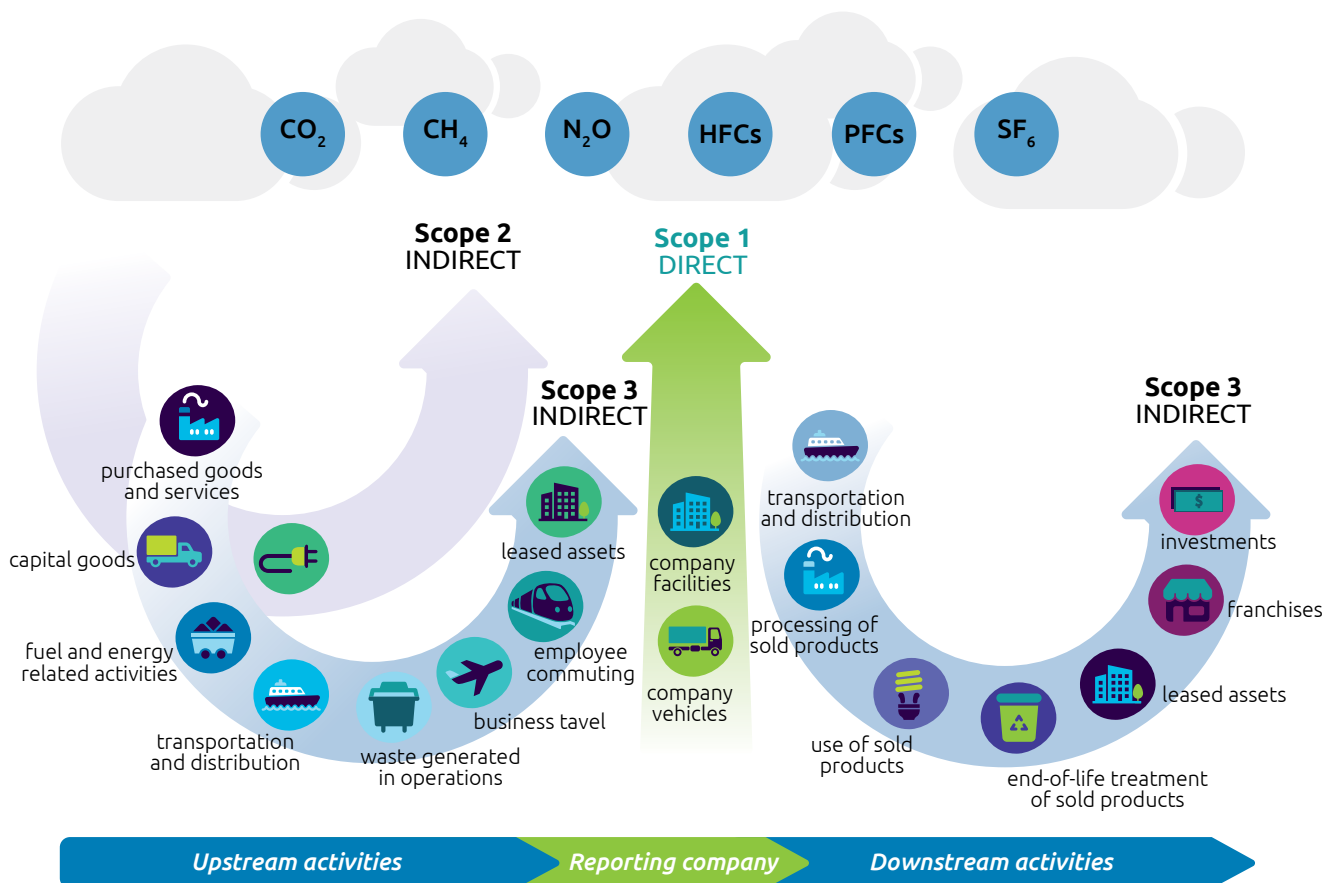 CO2
CH4
N2O
HFCs
PFCs
SF6
Scope 2
INDIRECT
Scope 1
DIRECT
Scope 3
INDIRECT
Scope 3
INDIRECT
purchased goods
and services
capital goods
fuel and energy
related activities
transportation
and distribution
waste generated
in operations
business tavel
employee
commuting
leased assets
company
facilities
company
vehicles
transportation
and distribution
processing of
sold products
use of sold
products
end-of-life treatment
of sold products
leased assets
franchises
investments
$
Upstream activities
Reporting company
Downstream activities